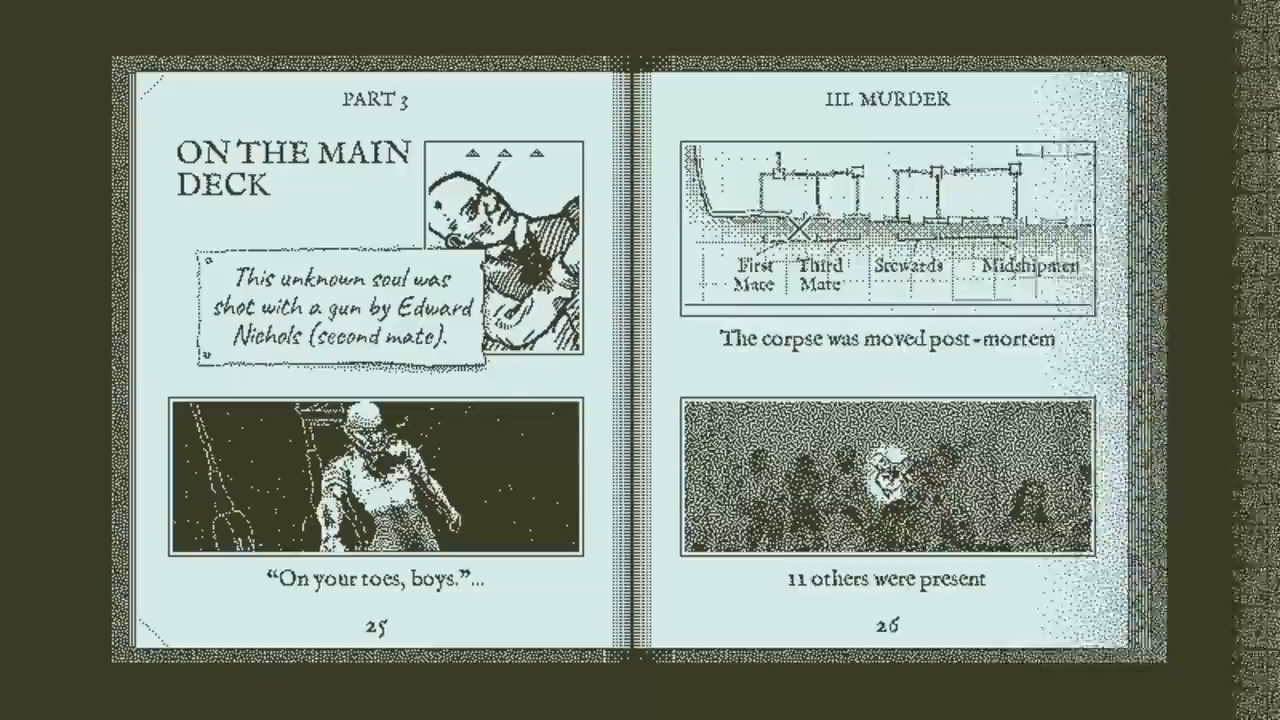 PART 3
ON THE MAIN
DECK
This unknown soul was
shot with a gun by Edward
Nichols (second mate).
"On your toes, boys."...
25
III. MURDER
First Third Stewards Midshipmen
Mate Mate
The corpse was moved post-mortem
11 others were present
26